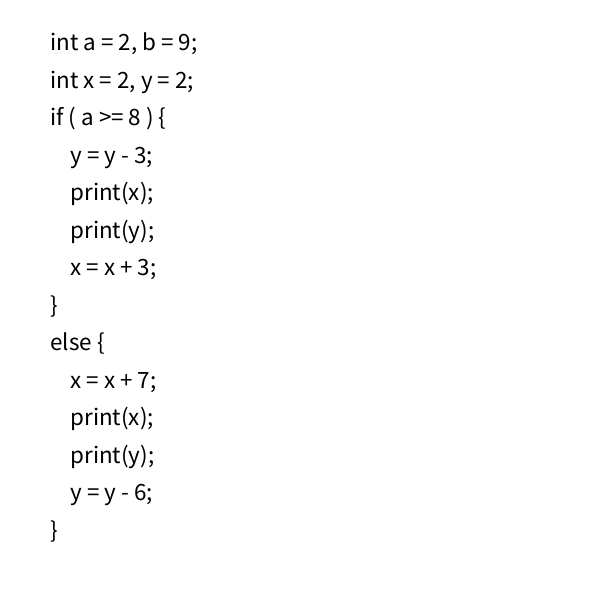 int a = 2, b = 9;
int x = 2, y = 2;
if ( a >= 8 ) {
    y = y - 3;
    print(x);
    print(y);
    x = x + 3;
}
else {
    x = x + 7;
    print(x);
    print(y);
    y = y - 6;
}